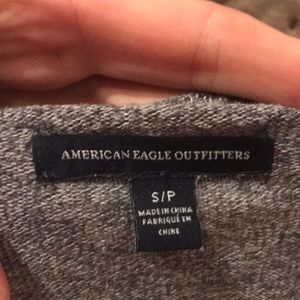 AMERICAN EAGLE OUTFITTERS
S/P
MADE IN CHINA
FABRIQUÉ EN
CHINE